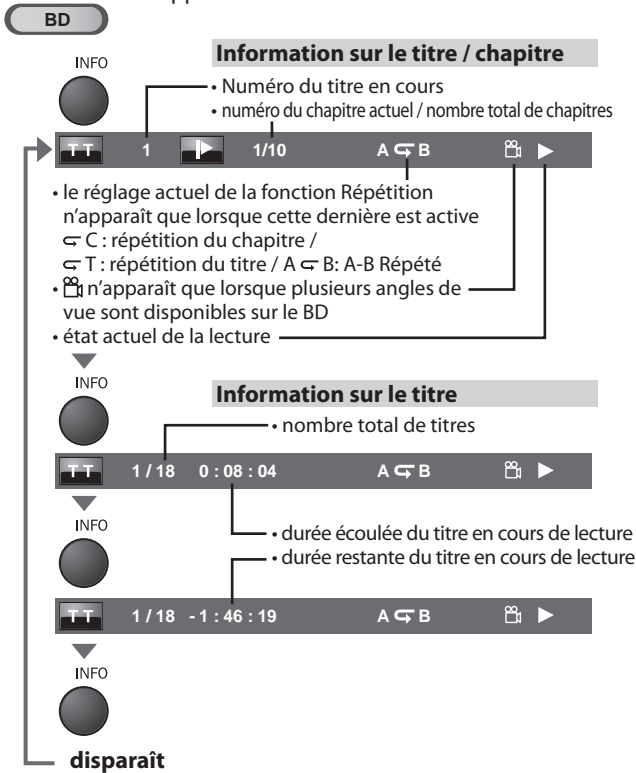 BD
INFO
Information sur le titre / chapitre
• Numéro du titre en cours
• numéro du chapitre actuel / nombre total de chapitres
TT 1 1/10 A B
• le réglage actuel de la fonction Répétition
n'apparaît que lorsque cette dernière est active
C : répétition du chapitre /
T : répétition du titre / A B: A-B Répété
• n'apparaît que lorsque plusieurs angles de
vue sont disponibles sur le BD
• état actuel de la lecture
INFO
Information sur le titre
• nombre total de titres
TT 1 / 18 0 : 08 : 04 A B
INFO
• durée écoulée du titre en cours de lecture
• durée restante du titre en cours de lecture
TT 1 / 18 - 1 : 46 : 19 A B
INFO
disparaît